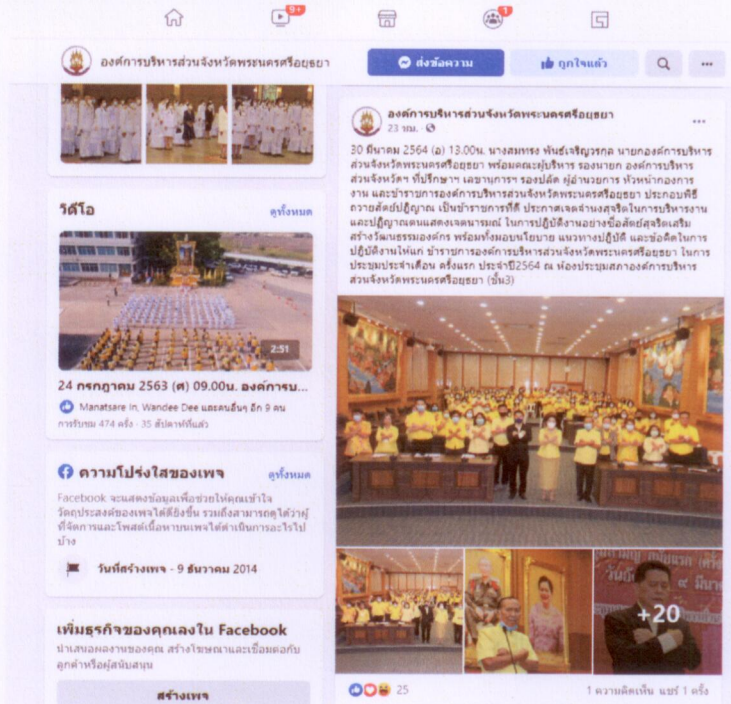 9+
1
องค์การบริหารส่วนจังหวัดพระนครศรีอยุธยา
ส่งข้อความ
ถูกใจแล้ว
วิดีโอ
ดูทั้งหมด
2:51
24 กรกฎาคม 2563 (ศ) 09.00น. องค์การบ...
Manatsare In, Wandee Dee และคนอื่นๆ อีก 9 คน
การรับชม 474 ครั้ง · 35 สัปดาห์ที่แล้ว
ความโปร่งใสของเพจ
ดูทั้งหมด
Facebook จะแสดงข้อมูลเพื่อช่วยให้คุณเข้าใจ
วัตถุประสงค์ของเพจได้ดียิ่งขึ้น รวมถึงสามารถดูได้ว่าผู้
ที่จัดการและโพสต์เนื้อหาบนเพจได้ดำเนินการอะไรไป
บ้าง
วันที่สร้างเพจ - 9 ธันวาคม 2014
เพิ่มธุรกิจของคุณลงใน Facebook
นำเสนอผลงานของคุณ สร้างโฆษณาและเชื่อมต่อกับ
ลูกค้าหรือผู้สนับสนุน
สร้างเพจ
องค์การบริหารส่วนจังหวัดพระนครศรีอยุธยา
23 ชม. ·
30 มีนาคม 2564 (อ) 13.00น. นางสมทรง พันธ์เจริญวรกุล นายกองค์การบริหาร
ส่วนจังหวัดพระนครศรีอยุธยา พร้อมคณะผู้บริหาร รองนายก องค์การบริหาร
ส่วนจังหวัดฯ ที่ปรึกษาฯ เลขานุการฯ รองปลัด ผู้อำนวยการ หัวหน้ากองการ
งาน และข้าราชการองค์การบริหารส่วนจังหวัดพระนครศรีอยุธยา ประกอบพิธี
ถวายสัตย์ปฏิญาณ เป็นข้าราชการที่ดี ประกาศเจตจำนงสุจริตในการบริหารงาน
และปฏิญาณตนแสดงเจตนารมณ์ ในการปฏิบัติงานอย่างซื่อสัตย์สุจริตเสริม
สร้างวัฒนธรรมองค์กร พร้อมทั้งมอบนโยบาย แนวทางปฏิบัติ และข้อคิดในการ
ปฏิบัติงานให้แก่ ข้าราชการองค์การบริหารส่วนจังหวัดพระนครศรีอยุธยา ในการ
ประชุมประจำเดือน ครั้งแรก ประจำปี2564 ณ ห้องประชุมสภาองค์การบริหาร
ส่วนจังหวัดพระนครศรีอยุธยา (ชั้น3)
+20
25
1 ความคิดเห็น แชร์ 1 ครั้ง